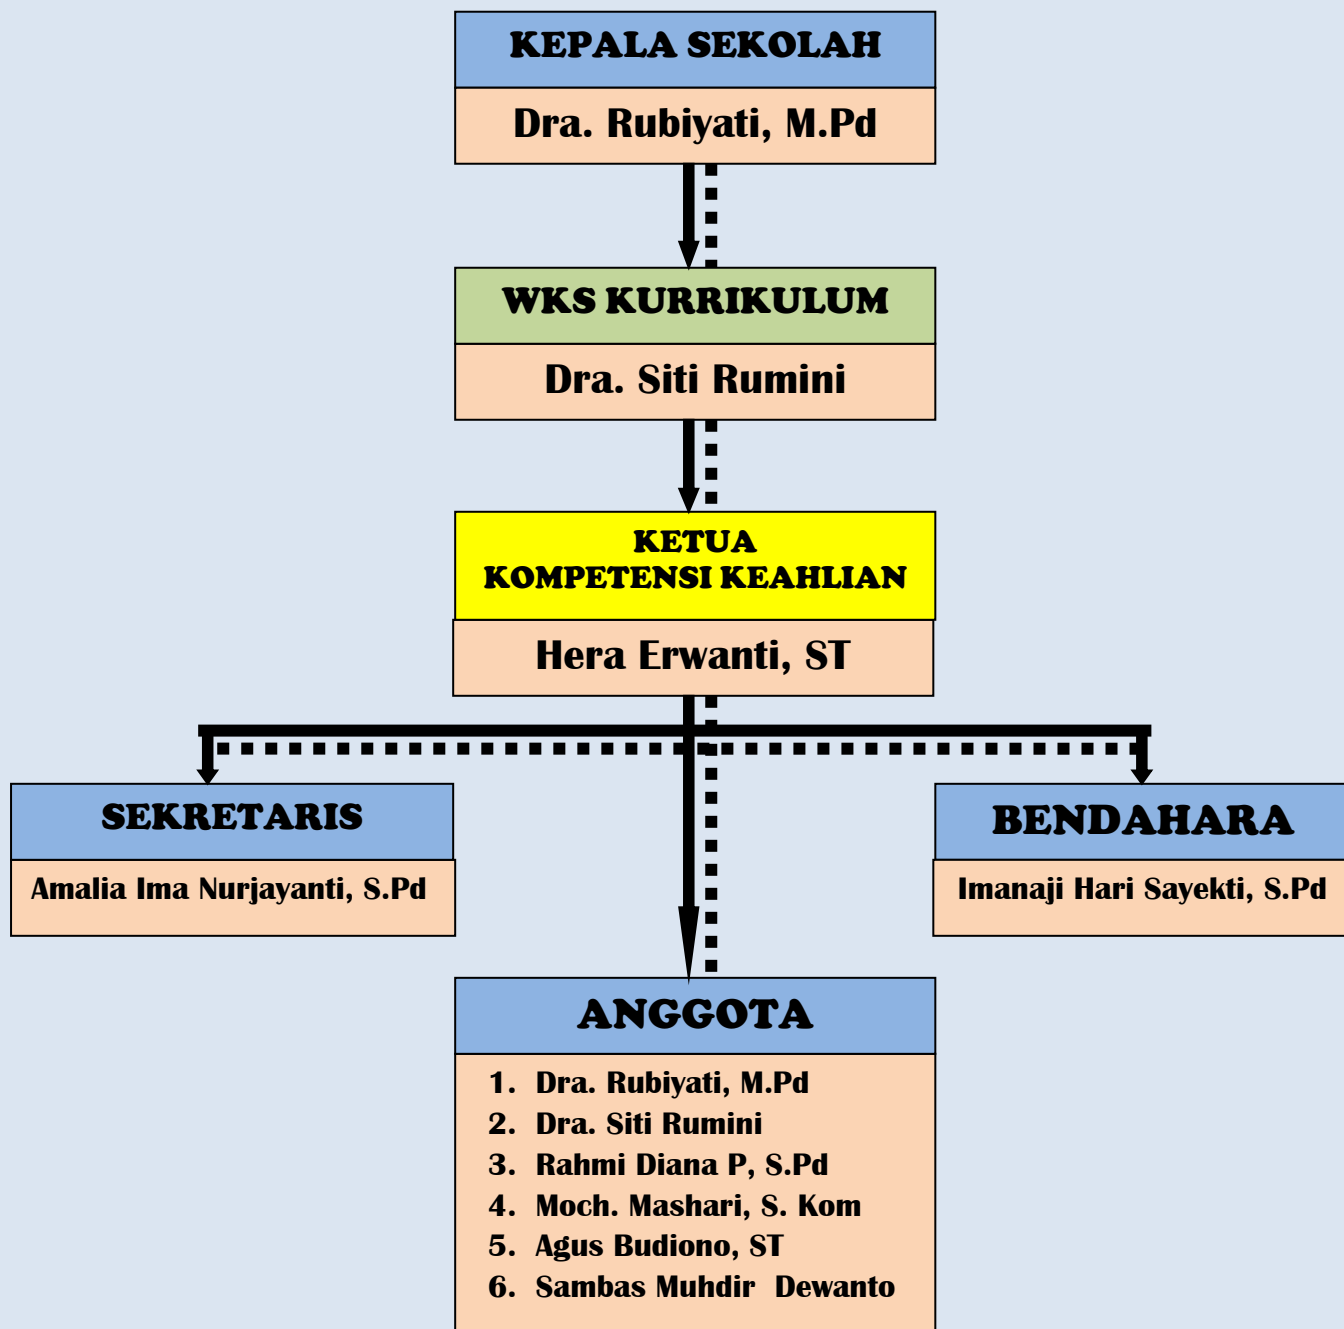 KEPALA SEKOLAH
Dra. Rubiyati, M.Pd
WKS KURRIKULUM
Dra. Siti Rumini
KETUA
KOMPETENSI KEAHLIAN
Hera Erwanti, ST
SEKRETARIS
Amalia Ima Nurjayanti, S.Pd
BENDAHARA
Imanaji Hari Sayekti, S.Pd
ANGGOTA
1. Dra. Rubiyati, M.Pd
2. Dra. Siti Rumini
3. Rahmi Diana P, S.Pd
4. Moch. Mashari, S. Kom
5. Agus Budiono, ST
6. Sambas Muhdir  Dewanto